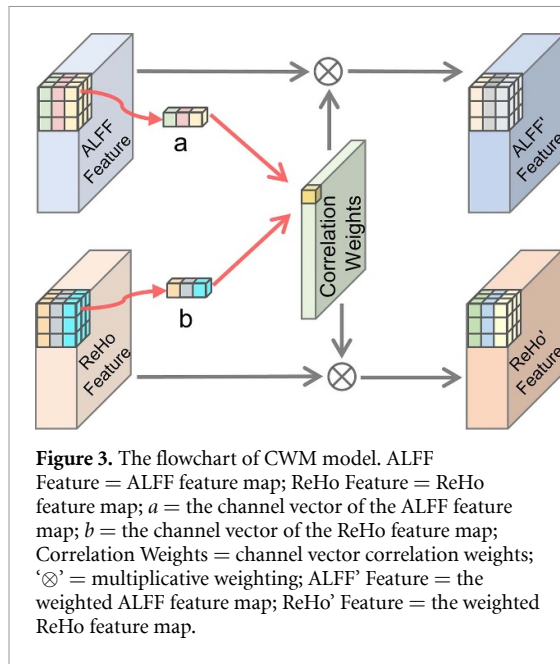 ALFF
Feature
a
ALFF'
Feature
Correlation
Weights
ReHo
Feature
b
ReHo'
Feature
Figure 3. The flowchart of CWM model. ALFF
Feature = ALFF feature map; ReHo Feature = ReHo
feature map; a = the channel vector of the ALFF feature
map; b = the channel vector of the ReHo feature map;
Correlation Weights = channel vector correlation weights;
‘⊗’ = multiplicative weighting; ALFF’ Feature = the
weighted ALFF feature map; ReHo’ Feature = the weighted
ReHo feature map.